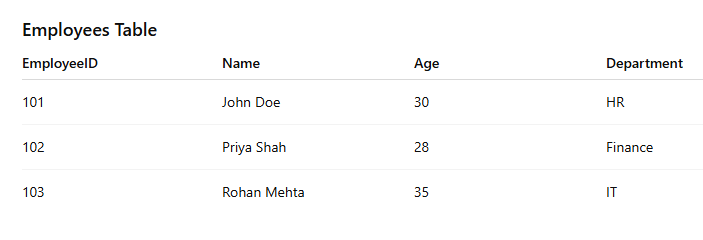 Employees Table
EmployeeID Name Age Department
101 John Doe 30 HR
102 Priya Shah 28 Finance
103 Rohan Mehta 35 IT